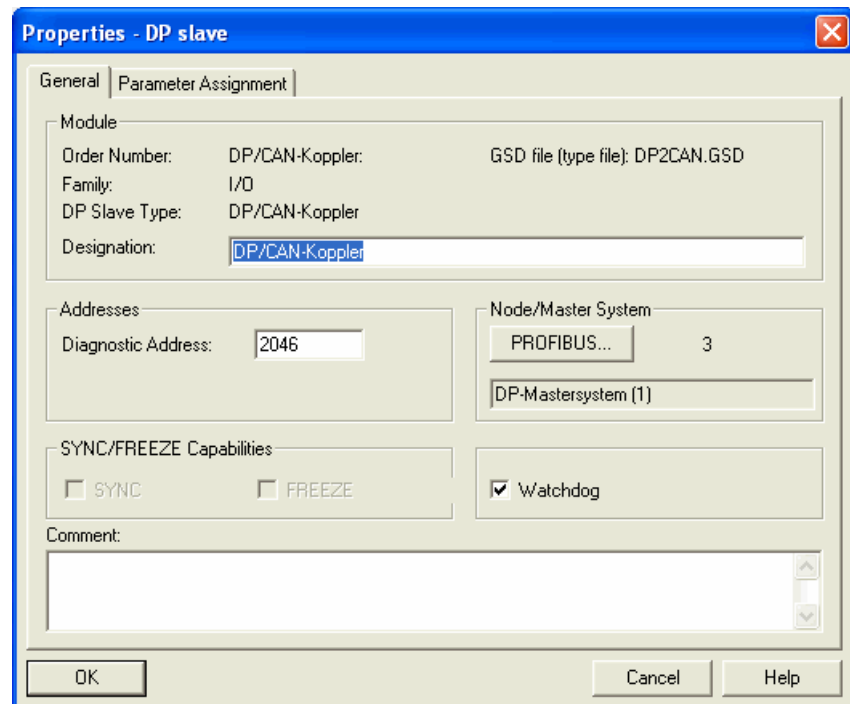 Properties - DP slave
General Parameter Assignment
Module
Order Number: DP/CAN-Koppler: GSD file (type file): DP2CAN.GSD
Family: I/O
DP Slave Type: DP/CAN-Koppler
Designation: DP/CAN-Koppler
Addresses
Diagnostic Address: 2046
Node/Master System
PROFIBUS... 3
DP-Mastersystem (1)
SYNC/FREEZE Capabilities
SYNC FREEZE
Watchdog
Comment:
OK Cancel Help